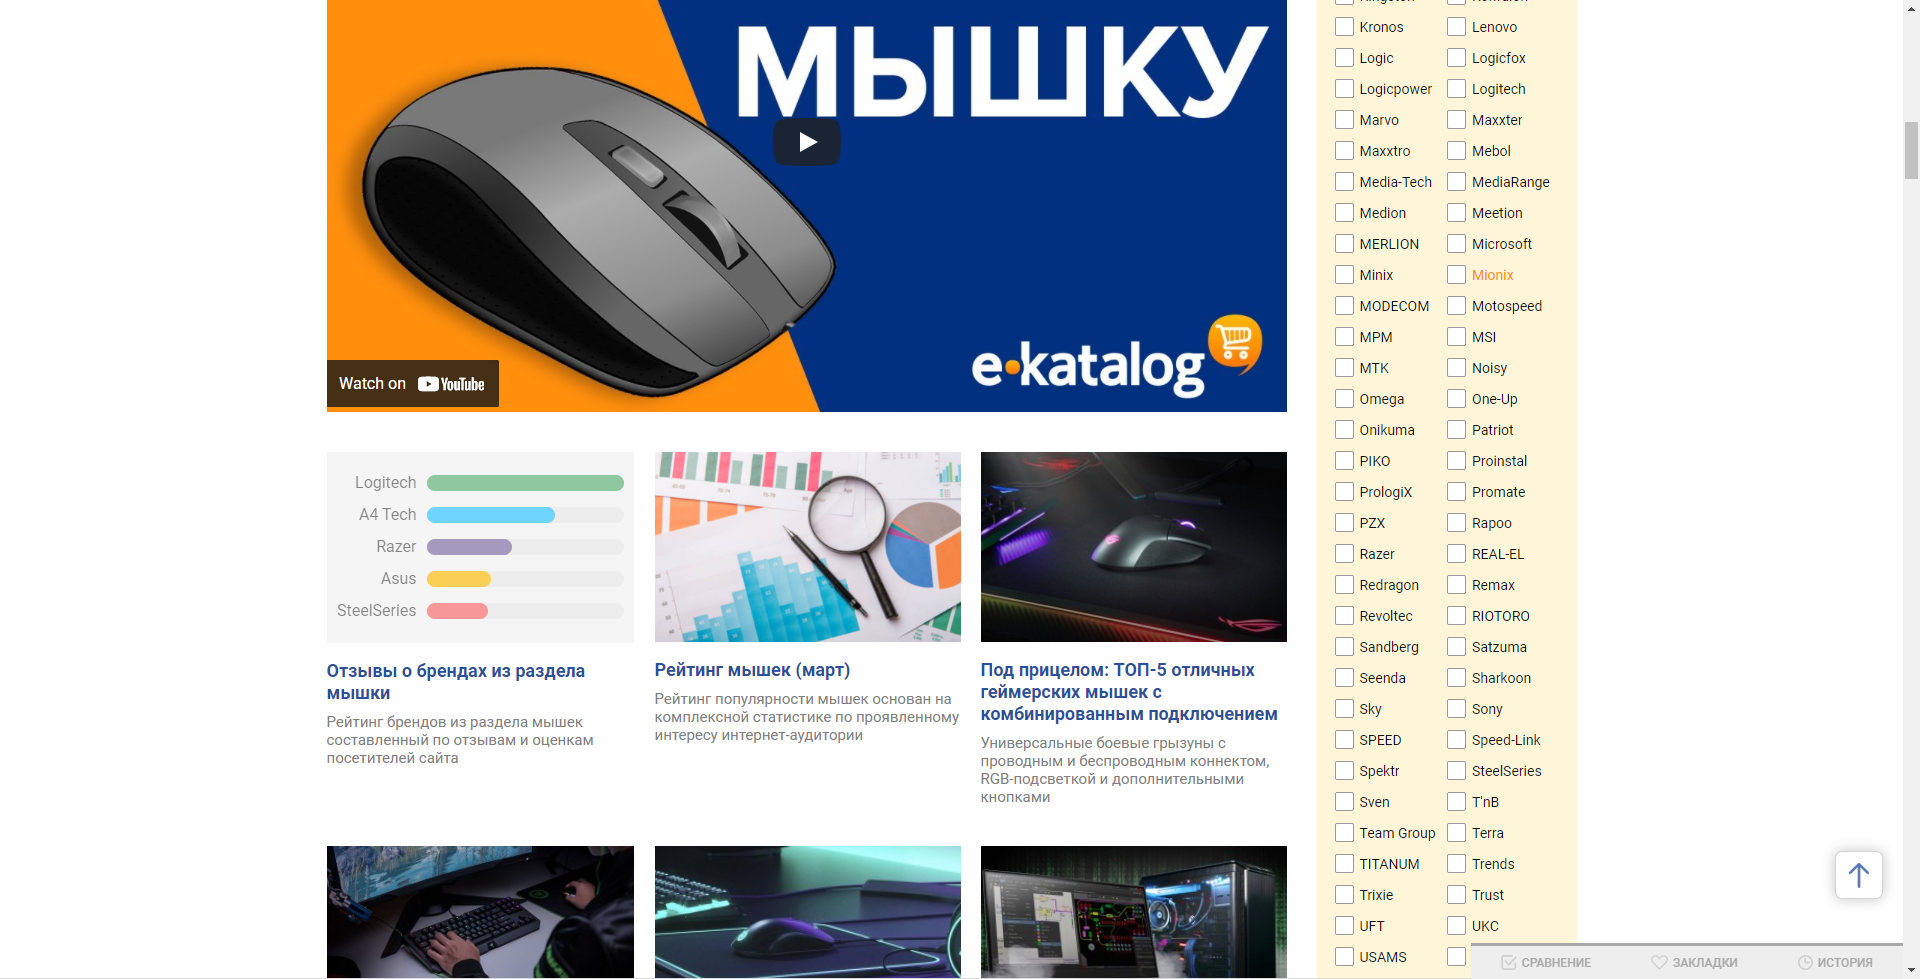 МЫШКУ
e·katalog
Watch on YouTube
Logitech
A4 Tech
Razer
Asus
SteelSeries
Отзывы о брендах из раздела
мышки
Рейтинг брендов из раздела мышек
составленный по отзывам и оценкам
посетителей сайта
Рейтинг мышек (март)
Рейтинг популярности мышек основан на
комплексной статистике по проявленному
интересу интернет-аудитории
Под прицелом: ТОП-5 отличных
геймерских мышек с
комбинированным подключением
Универсальные боевые грызуны с
проводным и беспроводным коннектом,
RGB-подсветкой и дополнительными
кнопками
Kronos Lenovo
Logic Logicfox
Logicpower Logitech
Marvo Maxxter
Maxxtro Mebol
Media-Tech MediaRange
Medion Meetion
MERLION Microsoft
Minix Mionix
MODECOM Motospeed
MPM MSI
MTK Noisy
Omega One-Up
Onikuma Patriot
PIKO Proinstal
PrologiX Promate
PZX Rapoo
Razer REAL-EL
Redragon Remax
Revoltec RIOTORO
Sandberg Satzuma
Seenda Sharkoon
Sky Sony
SPEED Speed-Link
Spektr SteelSeries
Sven T'nB
Team Group Terra
TITANUM Trends
Trixie Trust
UFT UKC
USAMS
СРАВНЕНИЕ ЗАКЛАДКИ ИСТОРИЯ